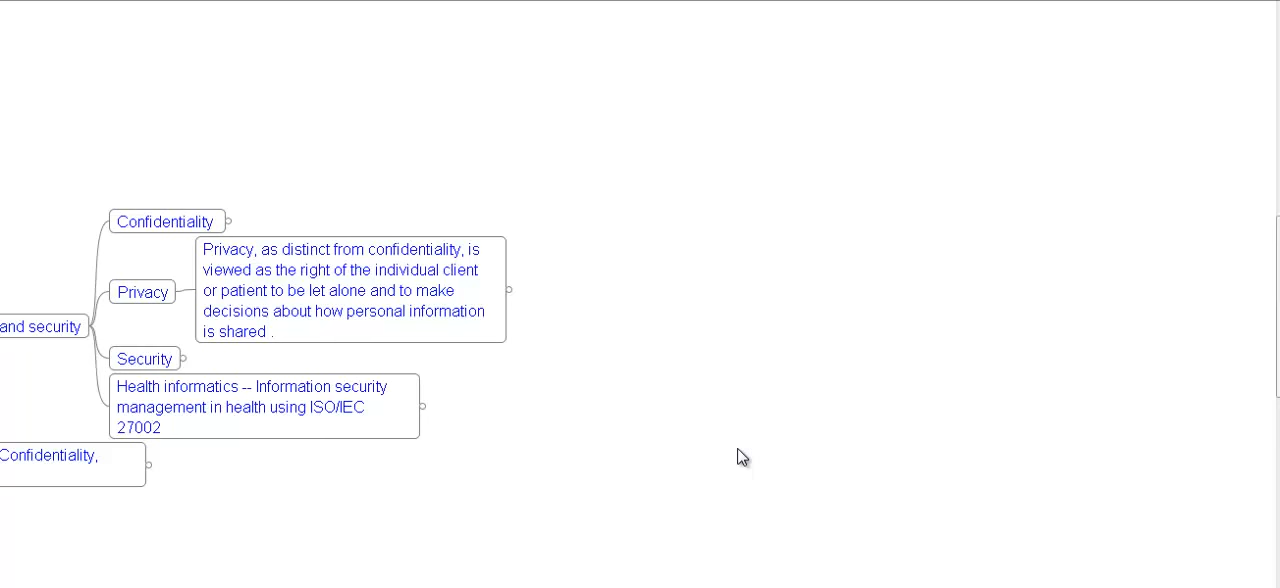 Confidentiality
Privacy, as distinct from confidentiality, is
viewed as the right of the individual client
or patient to be let alone and to make
decisions about how personal information
is shared .
Privacy
and security
Security
Health informatics -- Information security
management in health using ISO/IEC
27002
Confidentiality,